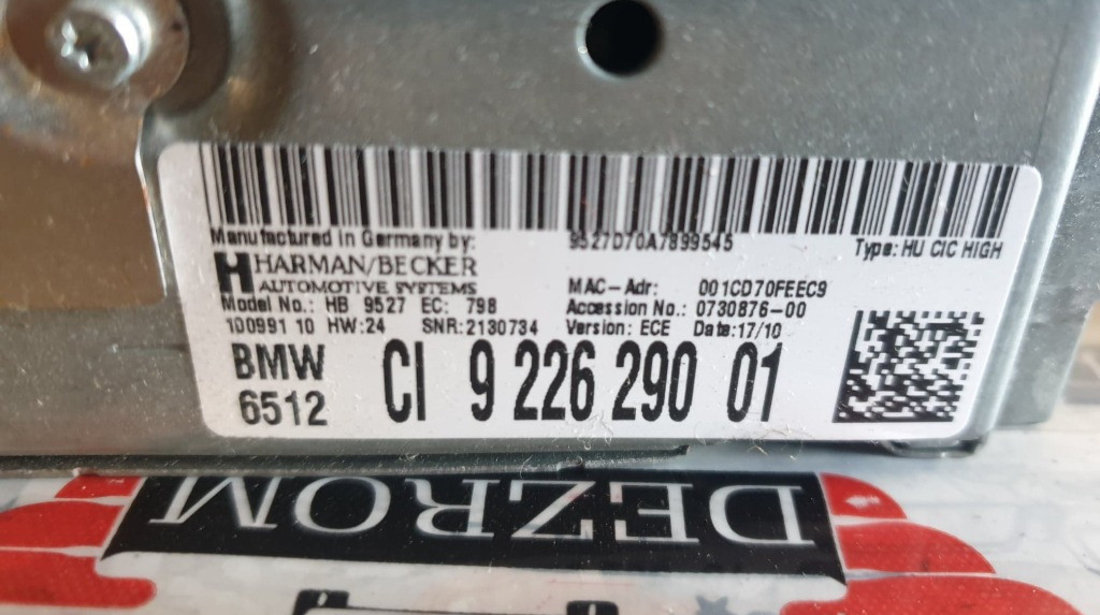 Manufactured in Germany by:
9527D70A7899545
Type: HU CIC HIGH
HARMAN/BECKER
AUTOMOTIVE SYSTEMS
MAC-Adr: 001CD70FEEC9
Model No.: HB 9527 EC: 798
Accession No.: 0730876-00
100991 10 HW:24 SNR:2130734
Version: ECE Date:17/10
BMW
6512
CI 9 226 290 01
DEZROM